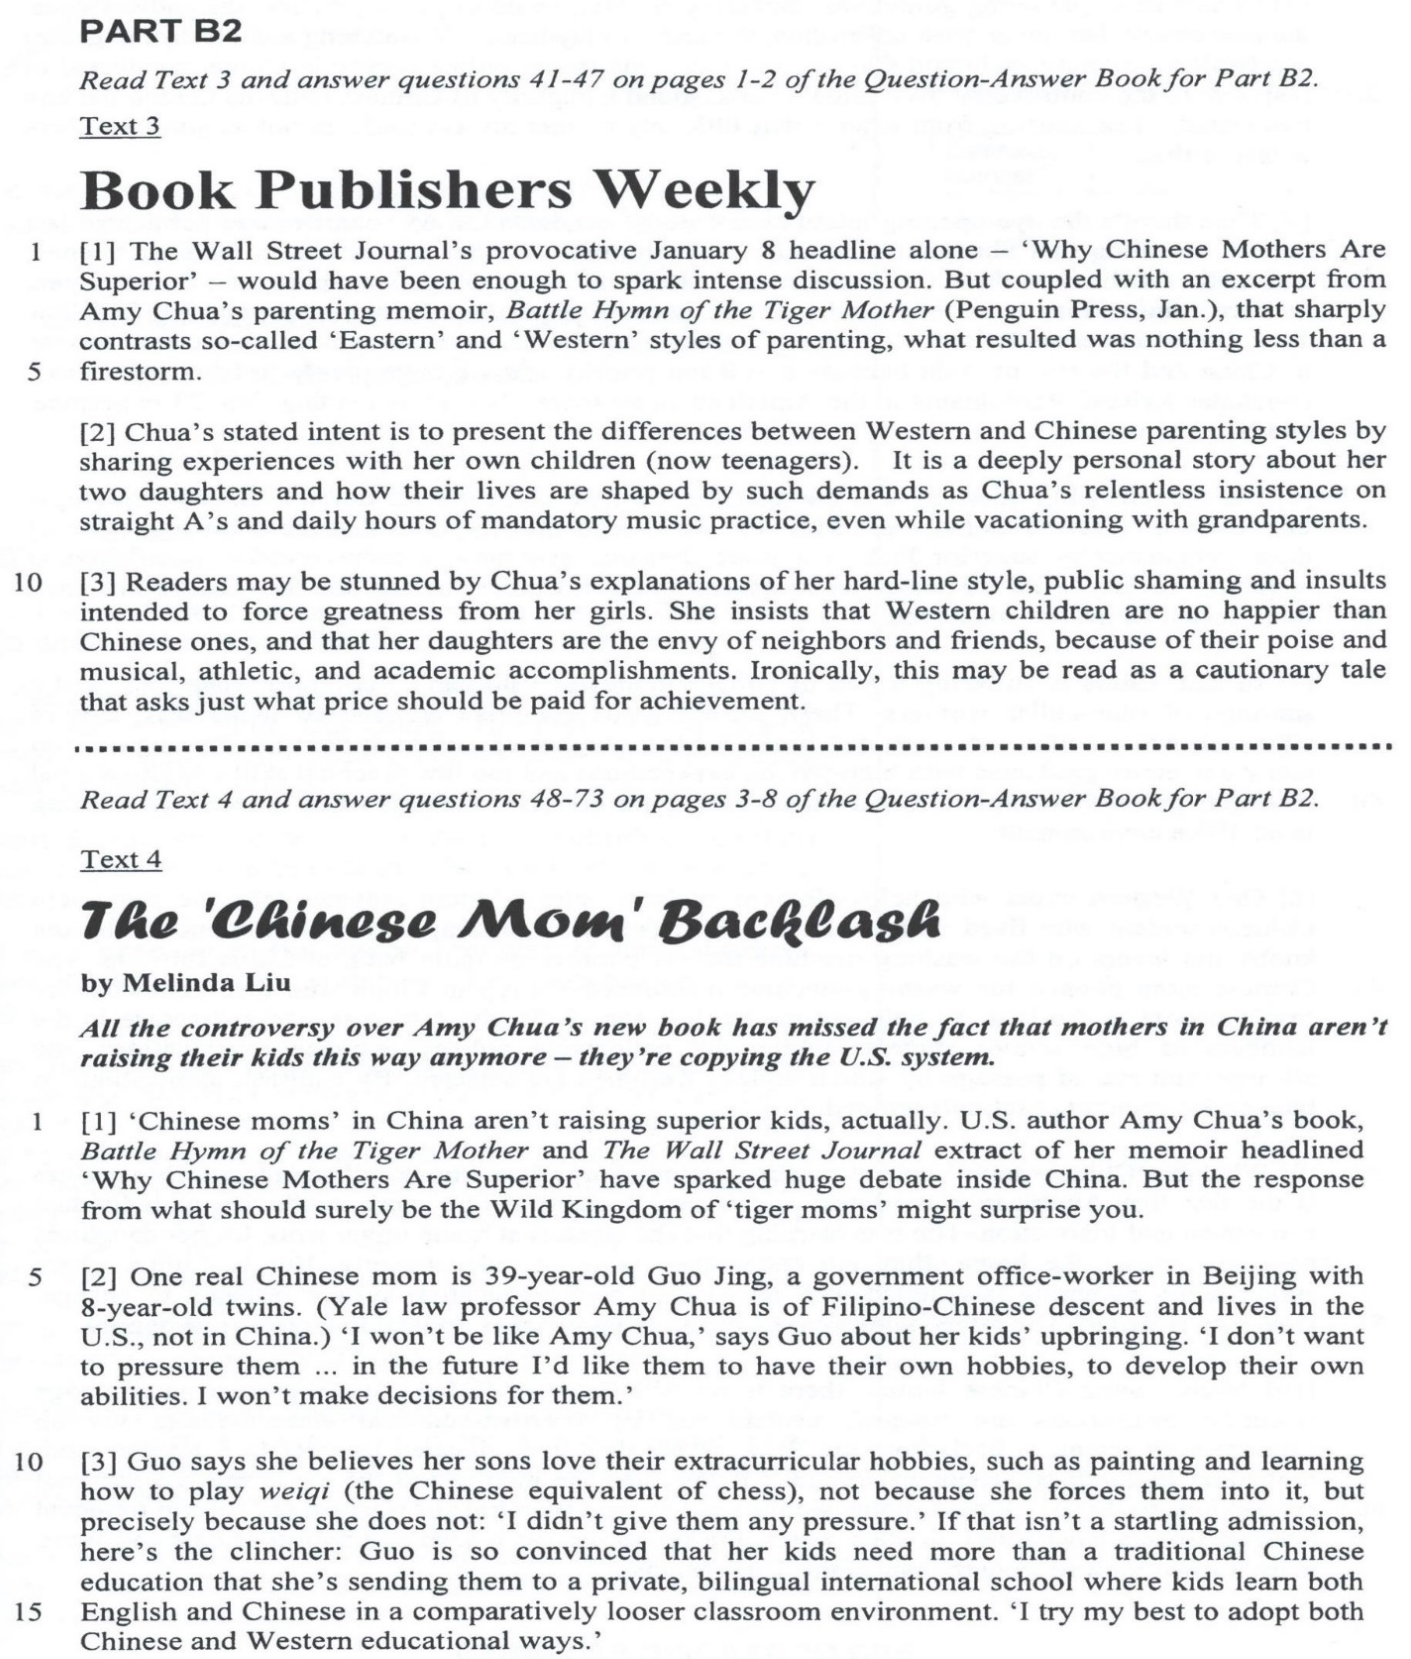 PART B2
Read Text 3 and answer questions 41-47 on pages 1-2 of the Question-Answer Book for Part B2.
Text 3
Book Publishers Weekly
1 [1] The Wall Street Journal's provocative January 8 headline alone – 'Why Chinese Mothers Are
Superior' – would have been enough to spark intense discussion. But coupled with an excerpt from
Amy Chua's parenting memoir, Battle Hymn of the Tiger Mother (Penguin Press, Jan.), that sharply
contrasts so-called 'Eastern' and 'Western' styles of parenting, what resulted was nothing less than a
5 firestorm.
[2] Chua's stated intent is to present the differences between Western and Chinese parenting styles by
sharing experiences with her own children (now teenagers). It is a deeply personal story about her
two daughters and how their lives are shaped by such demands as Chua's relentless insistence on
straight A's and daily hours of mandatory music practice, even while vacationing with grandparents.
10 [3] Readers may be stunned by Chua's explanations of her hard-line style, public shaming and insults
intended to force greatness from her girls. She insists that Western children are no happier than
Chinese ones, and that her daughters are the envy of neighbors and friends, because of their poise and
musical, athletic, and academic accomplishments. Ironically, this may be read as a cautionary tale
that asks just what price should be paid for achievement.
Read Text 4 and answer questions 48-73 on pages 3-8 of the Question-Answer Book for Part B2.
Text 4
The 'Chinese Mom' Backlash
by Melinda Liu
All the controversy over Amy Chua's new book has missed the fact that mothers in China aren't
raising their kids this way anymore – they're copying the U.S. system.
1 [1] 'Chinese moms' in China aren't raising superior kids, actually. U.S. author Amy Chua's book,
Battle Hymn of the Tiger Mother and The Wall Street Journal extract of her memoir headlined
'Why Chinese Mothers Are Superior' have sparked huge debate inside China. But the response
from what should surely be the Wild Kingdom of 'tiger moms' might surprise you.
5 [2] One real Chinese mom is 39-year-old Guo Jing, a government office-worker in Beijing with
8-year-old twins. (Yale law professor Amy Chua is of Filipino-Chinese descent and lives in the
U.S., not in China.) 'I won't be like Amy Chua,' says Guo about her kids' upbringing. 'I don't want
to pressure them ... in the future I'd like them to have their own hobbies, to develop their own
abilities. I won't make decisions for them.'
10 [3] Guo says she believes her sons love their extracurricular hobbies, such as painting and learning
how to play weiqi (the Chinese equivalent of chess), not because she forces them into it, but
precisely because she does not: 'I didn't give them any pressure.' If that isn't a startling admission,
here's the clincher: Guo is so convinced that her kids need more than a traditional Chinese
education that she's sending them to a private, bilingual international school where kids learn both
15 English and Chinese in a comparatively looser classroom environment. 'I try my best to adopt both
Chinese and Western educational ways.'